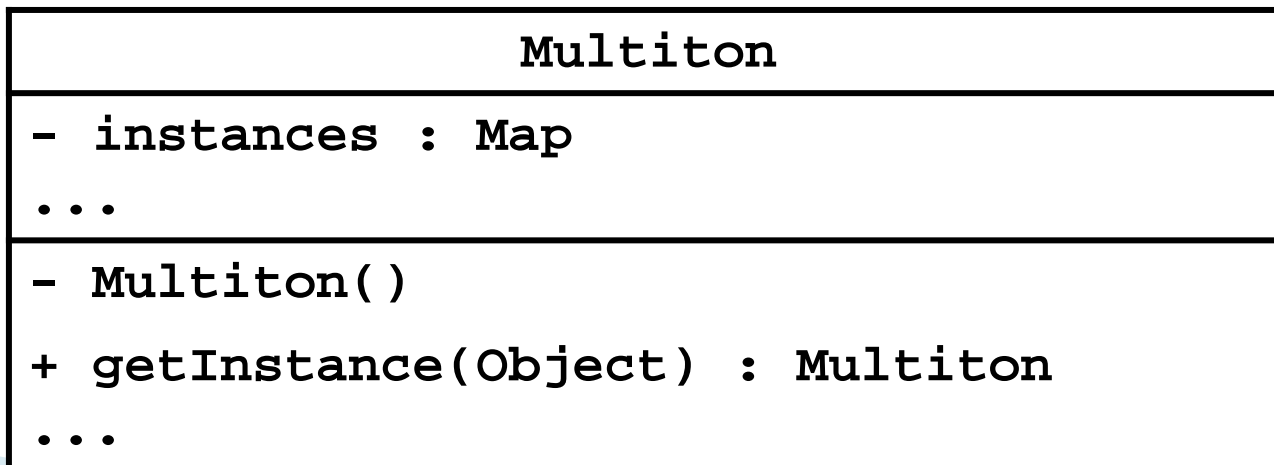 Multiton
- instances : Map
...
- Multiton()
+ getInstance(Object) : Multiton
...